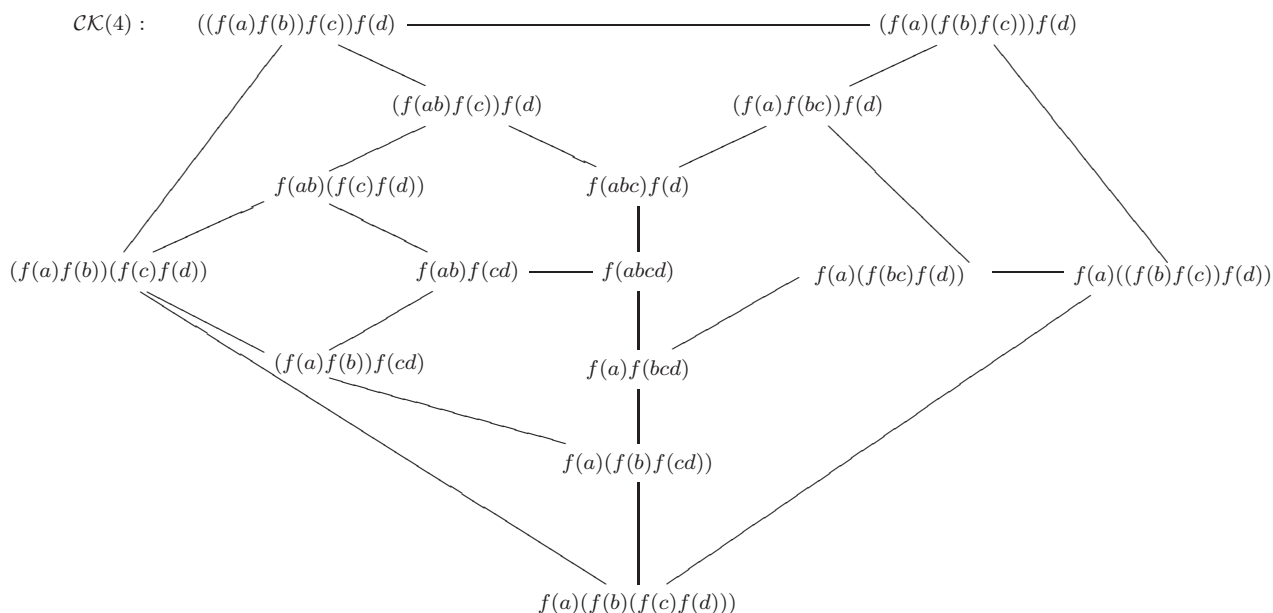 𝒞𝒦(4) : ((f(a)f(b))f(c))f(d) (f(a)(f(b)f(c)))f(d)
(f(ab)f(c))f(d) (f(a)f(bc))f(d)
f(ab)(f(c)f(d)) f(abc)f(d)
(f(a)f(b))(f(c)f(d)) f(ab)f(cd) f(abcd) f(a)(f(bc)f(d)) f(a)((f(b)f(c))f(d))
(f(a)f(b))f(cd) f(a)f(bcd)
f(a)(f(b)f(cd))
f(a)(f(b)(f(c)f(d)))